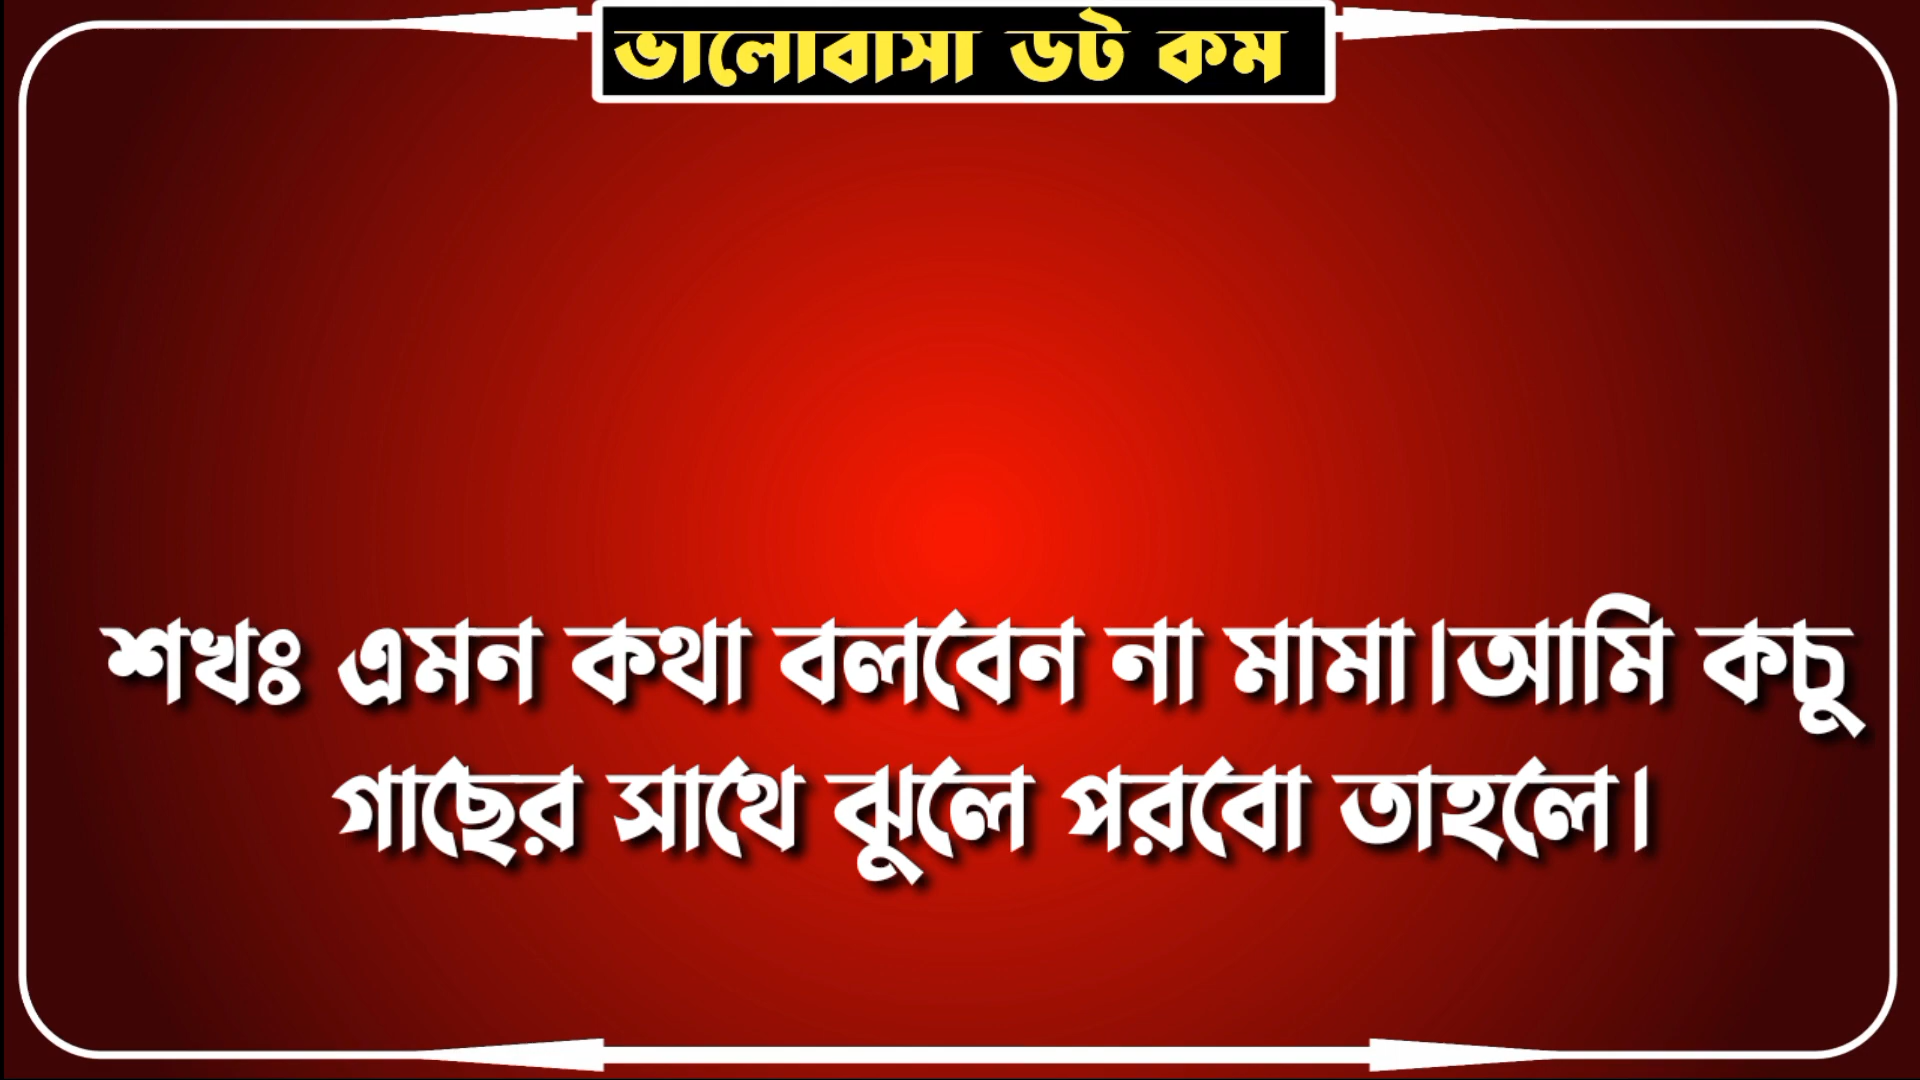 ভালোবাসা ডট কম
শখঃ এমন কথা বলবেন না মামা।আমি কচু
গাছের সাথে ঝুলে পরবো তাহলে।